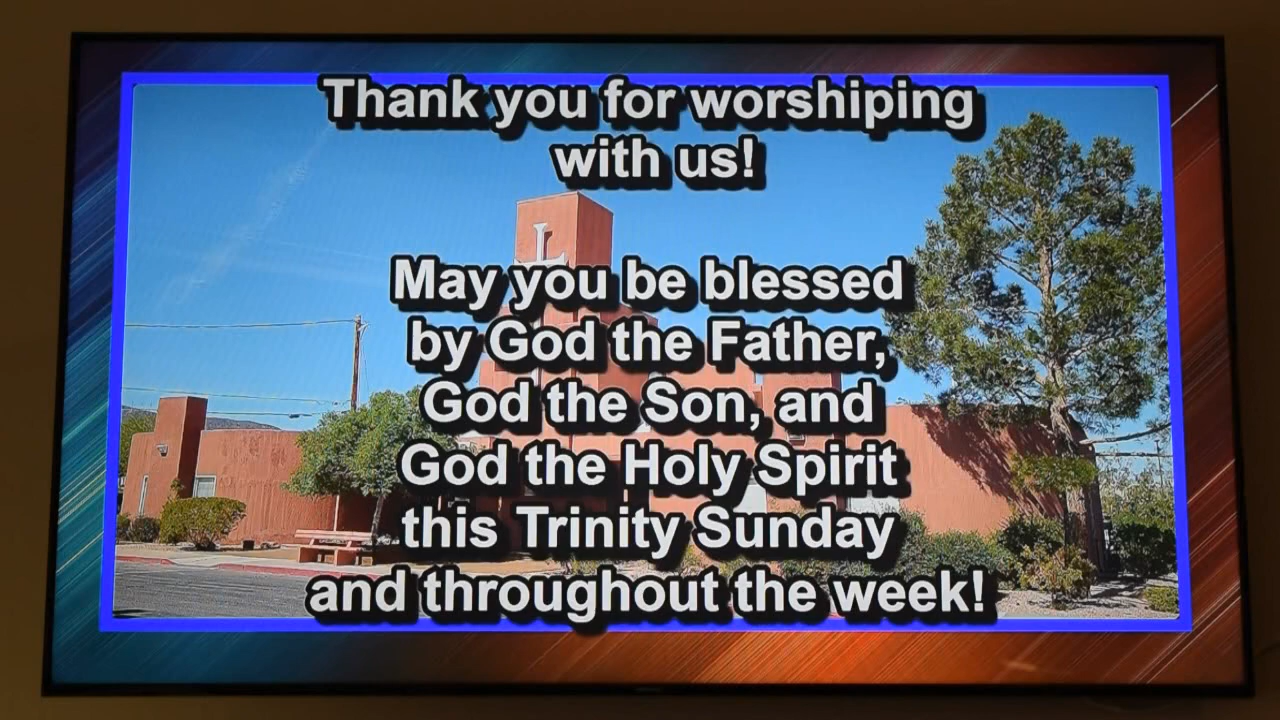 Thank you for worshiping
with us!
May you be blessed
by God the Father,
God the Son, and
God the Holy Spirit
this Trinity Sunday
and throughout the week!